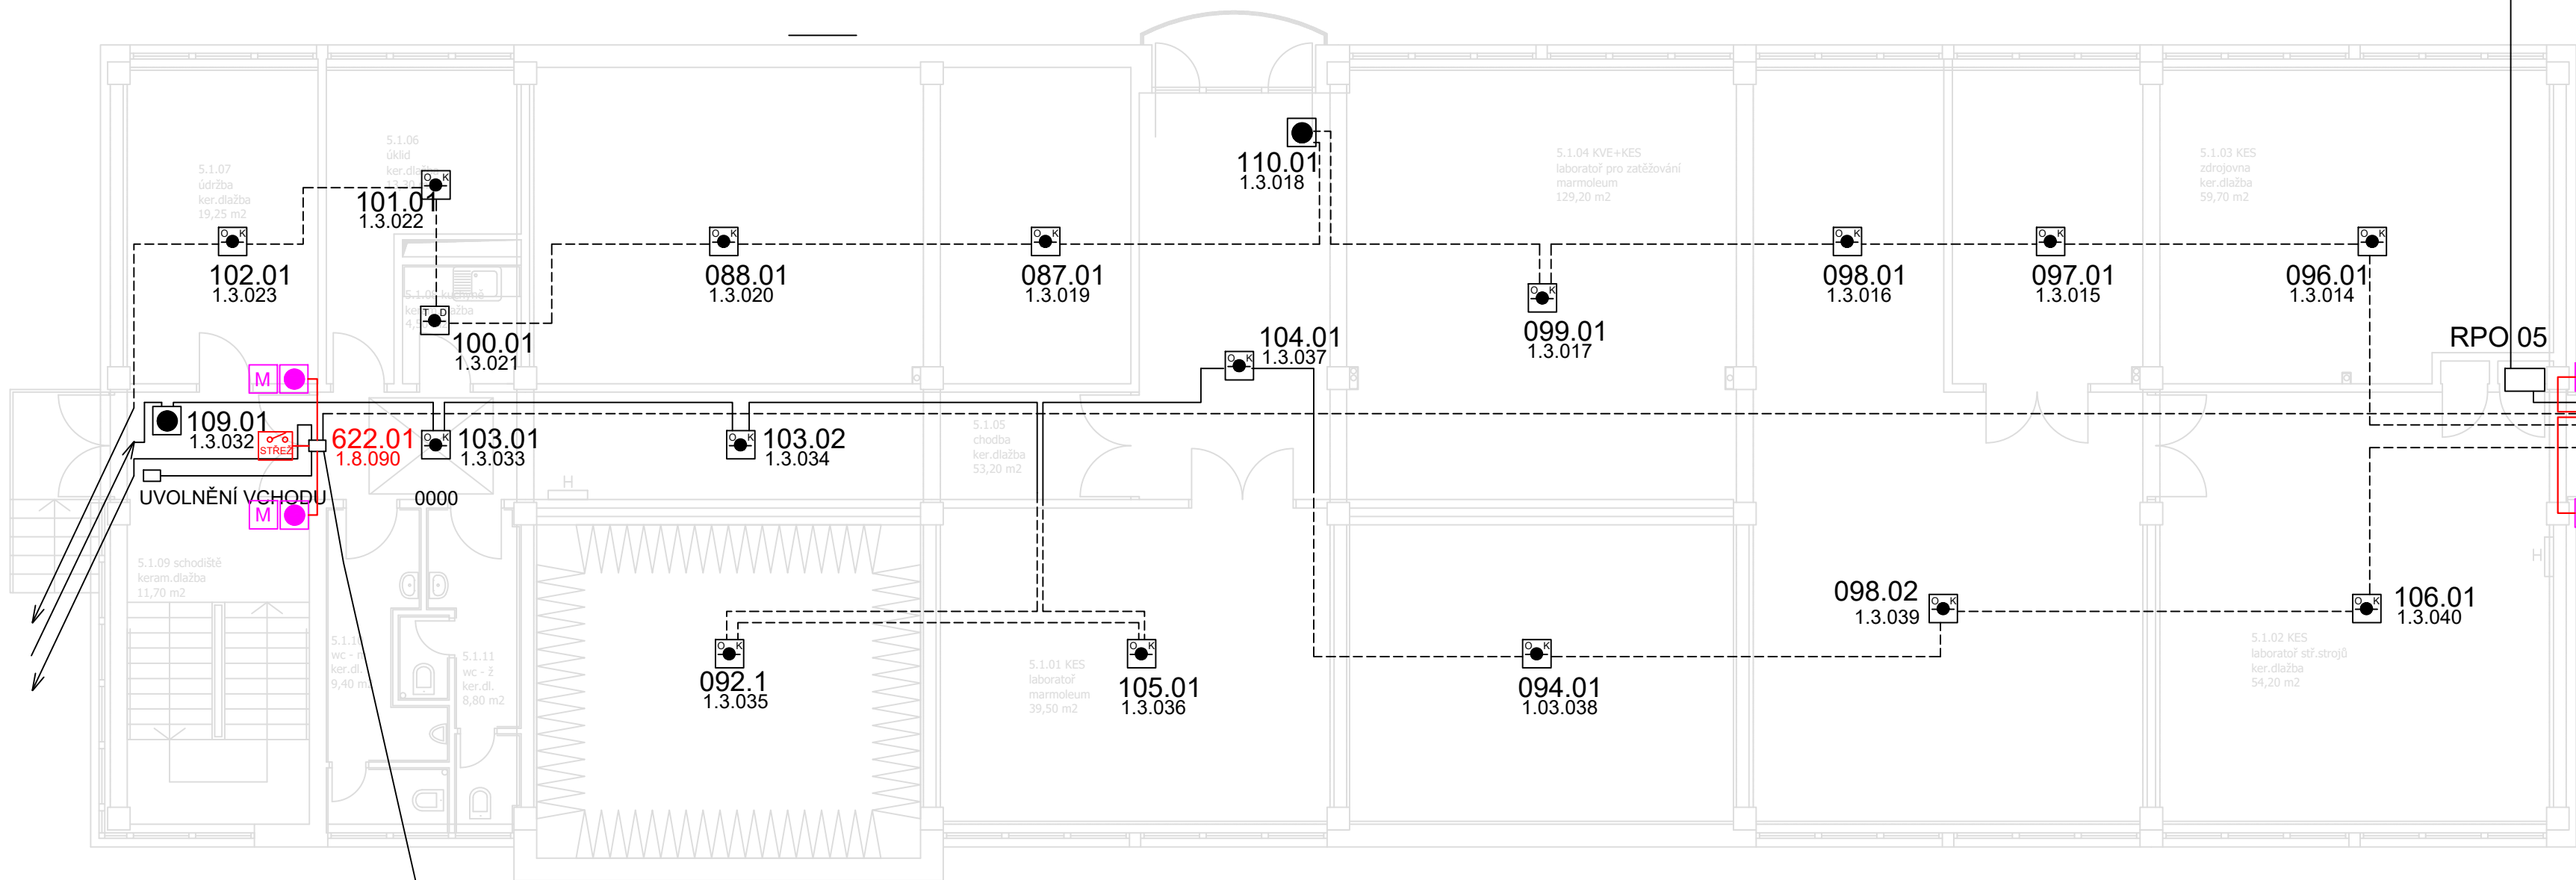 5.1.07
údržba
ker.dlažba
19,25 m2
5.1.06
úklid
O K
101.01
1.3.022
O K
102.01
1.3.023
O K
088.01
1.3.020
O K
087.01
1.3.019
110.01
1.3.018
5.1.04 KVE+KES
laboratoř pro zatěžování
marmoleum
129,20 m2
O K
099.01
1.3.017
O K
098.01
1.3.016
O K
097.01
1.3.015
5.1.03 KES
zdrojovna
ker.dlažba
59,70 m2
O K
096.01
1.3.014
RPO 05
T D
100.01
1.3.021
O K
104.01
1.3.037
M
109.01
1.3.032
STŘEŽ
622.01
1.8.090
O K
103.01
1.3.033
O K
103.02
1.3.034
5.1.05
chodba
ker.dlažba
53,20 m2
UVOLNĚNÍ VCHODU
0000
H
M
5.1.09 schodiště
keram.dlažba
11,70 m2
wc -
ker.dl.
9,40 m2
5.1.11
wc - ž
ker.dl.
8,80 m2
O K
092.1
1.3.035
5.1.01 KES
laboratoř
marmoleum
39,50 m2
O K
105.01
1.3.036
O K
094.01
1.03.038
O K
098.02
1.3.039
O K
106.01
1.3.040
5.1.02 KES
laboratoř stř.strojů
ker.dlažba
54,20 m2
H